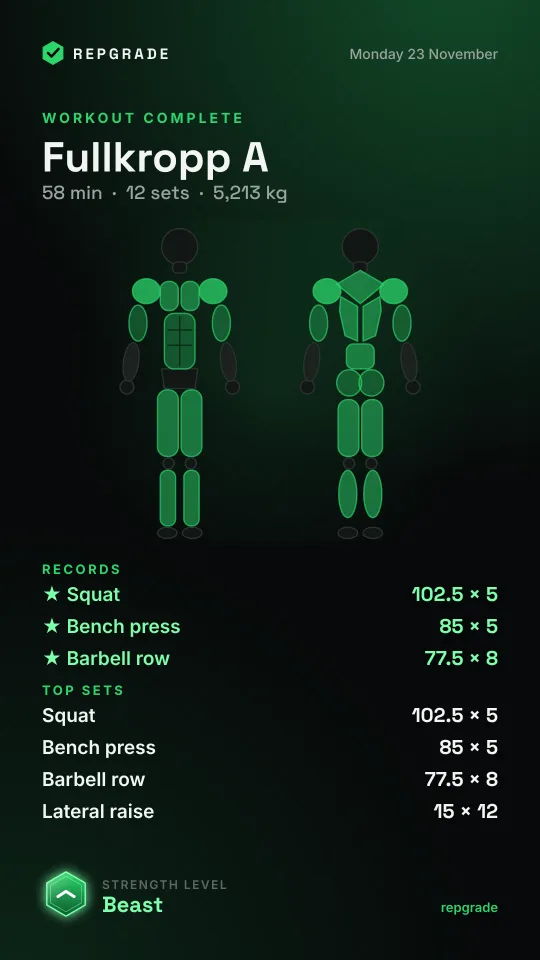 REPGRADE
Monday 23 November
WORKOUT COMPLETE
Fullkropp A
58 min · 12 sets · 5,213 kg
RECORDS
★ Squat 102.5 × 5
★ Bench press 85 × 5
★ Barbell row 77.5 × 8
TOP SETS
Squat 102.5 × 5
Bench press 85 × 5
Barbell row 77.5 × 8
Lateral raise 15 × 12
STRENGTH LEVEL
Beast
repgrade